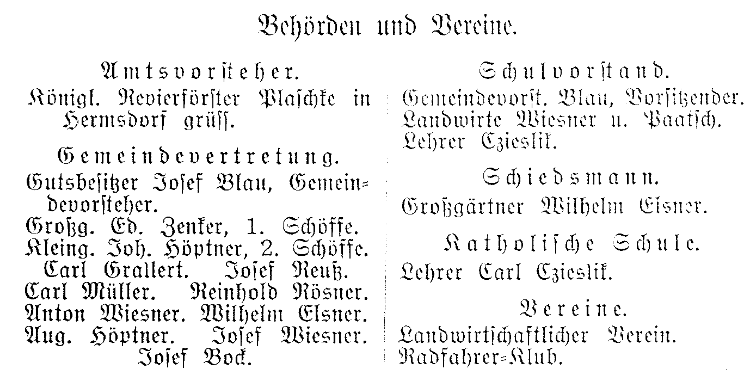 Behörden und Vereine.
Amtsvorsteher.
Königl. Revierförster Plaschke in
Hermsdorf grüss.
Gemeindevertretung.
Gutsbesitzer Josef Blau, Gemein-
devorsteher.
Großg. Ed. Zenker, 1. Schöffe.
Kleing. Joh. Höptner, 2. Schöffe.
Carl Grallert. Josef Reuß.
Carl Müller. Reinhold Rösner.
Anton Wiesner. Wilhelm Elsner.
Aug. Höptner. Josef Wiesner.
Josef Bock.
Schulvorstand.
Gemeindevorst. Blau, Vorsitzender.
Landwirte Wiesner u. Paatsch.
Lehrer Czieslik.
Schiedsmann.
Großgärtner Wilhelm Elsner.
Katholische Schule.
Lehrer Carl Czieslik.
Vereine.
Landwirtschaftlicher Verein.
Radfahrer-Klub.